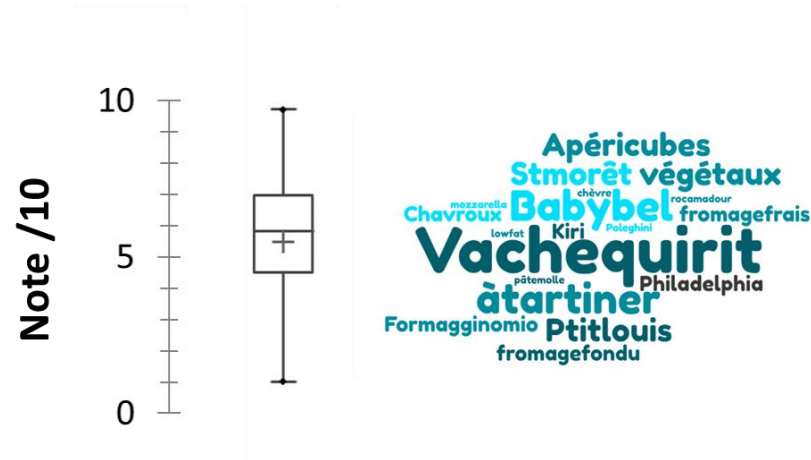 Note /10
10
5
0
Apéricubes
Stmorêt végétaux
chèvre
mozzarella
rocamadour
Chavroux Babybel fromagefrais
lowfat Kiri Poleghini
Vachequirit
pâtemolle Philadelphia
àtartiner
Formagginomio Ptitlouis
fromagefondu